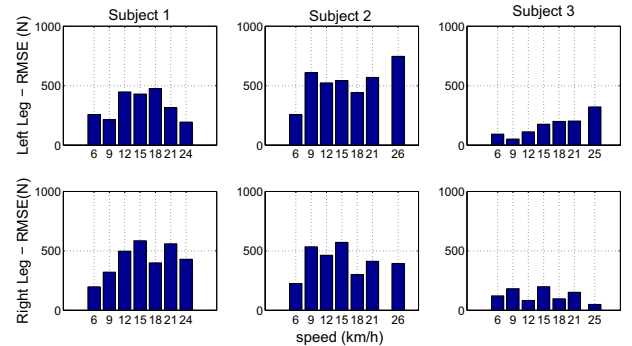 Subject 1
Subject 2
Subject 3
Left Leg − RMSE (N)
1000
500
0
6 9 12 15 18 21 24
1000
500
0
6 9 12 15 18 21 26
1000
500
0
6 9 12 15 18 21 25
Right Leg − RMSE(N)
1000
500
0
6 9 12 15 18 21 24
1000
500
0
6 9 12 15 18 21 26
1000
500
0
6 9 12 15 18 21 25
speed (km/h)